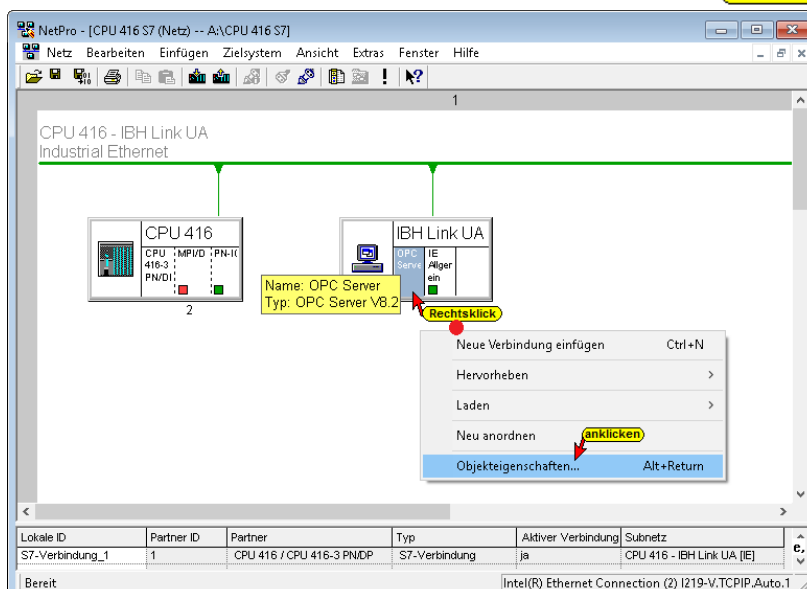 NetPro - [CPU 416 S7 (Netz) -- A:\CPU 416 S7]
Netz Bearbeiten Einfügen Zielsystem Ansicht Extras Fenster Hilfe
1
CPU 416 - IBH Link UA
Industrial Ethernet
CPU 416
CPU 416-3 PN/DI
MPI/D
PN-I(
2
IBH Link UA
OPC Serve
IE Allger ein
Name: OPC Server
Typ: OPC Server V8.2
Rechtsklick
Neue Verbindung einfügen Ctrl+N
Hervorheben
Laden
Neu anordnen
anklicken
Objekteigenschaften... Alt+Return
Lokale ID Partner ID Partner Typ Aktiver Verbindung Subnetz
S7-Verbindung_1 1 CPU 416 / CPU 416-3 PN/DP S7-Verbindung ja CPU 416 - IBH Link UA [IE]
e,
Bereit Intel(R) Ethernet Connection (2) I219-V.TCPIP.Auto.1